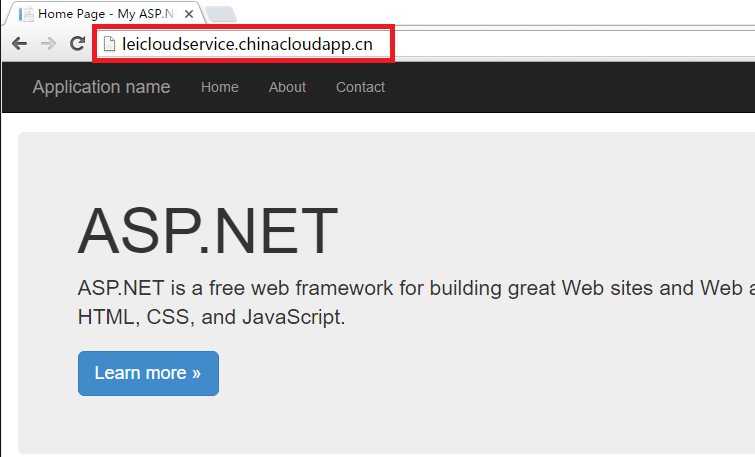 Home Page - My ASP.N
leicloudservice.chinacloudapp.cn
Application name Home About Contact
ASP.NET
ASP.NET is a free web framework for building great Web sites and Web a
HTML, CSS, and JavaScript.
Learn more »